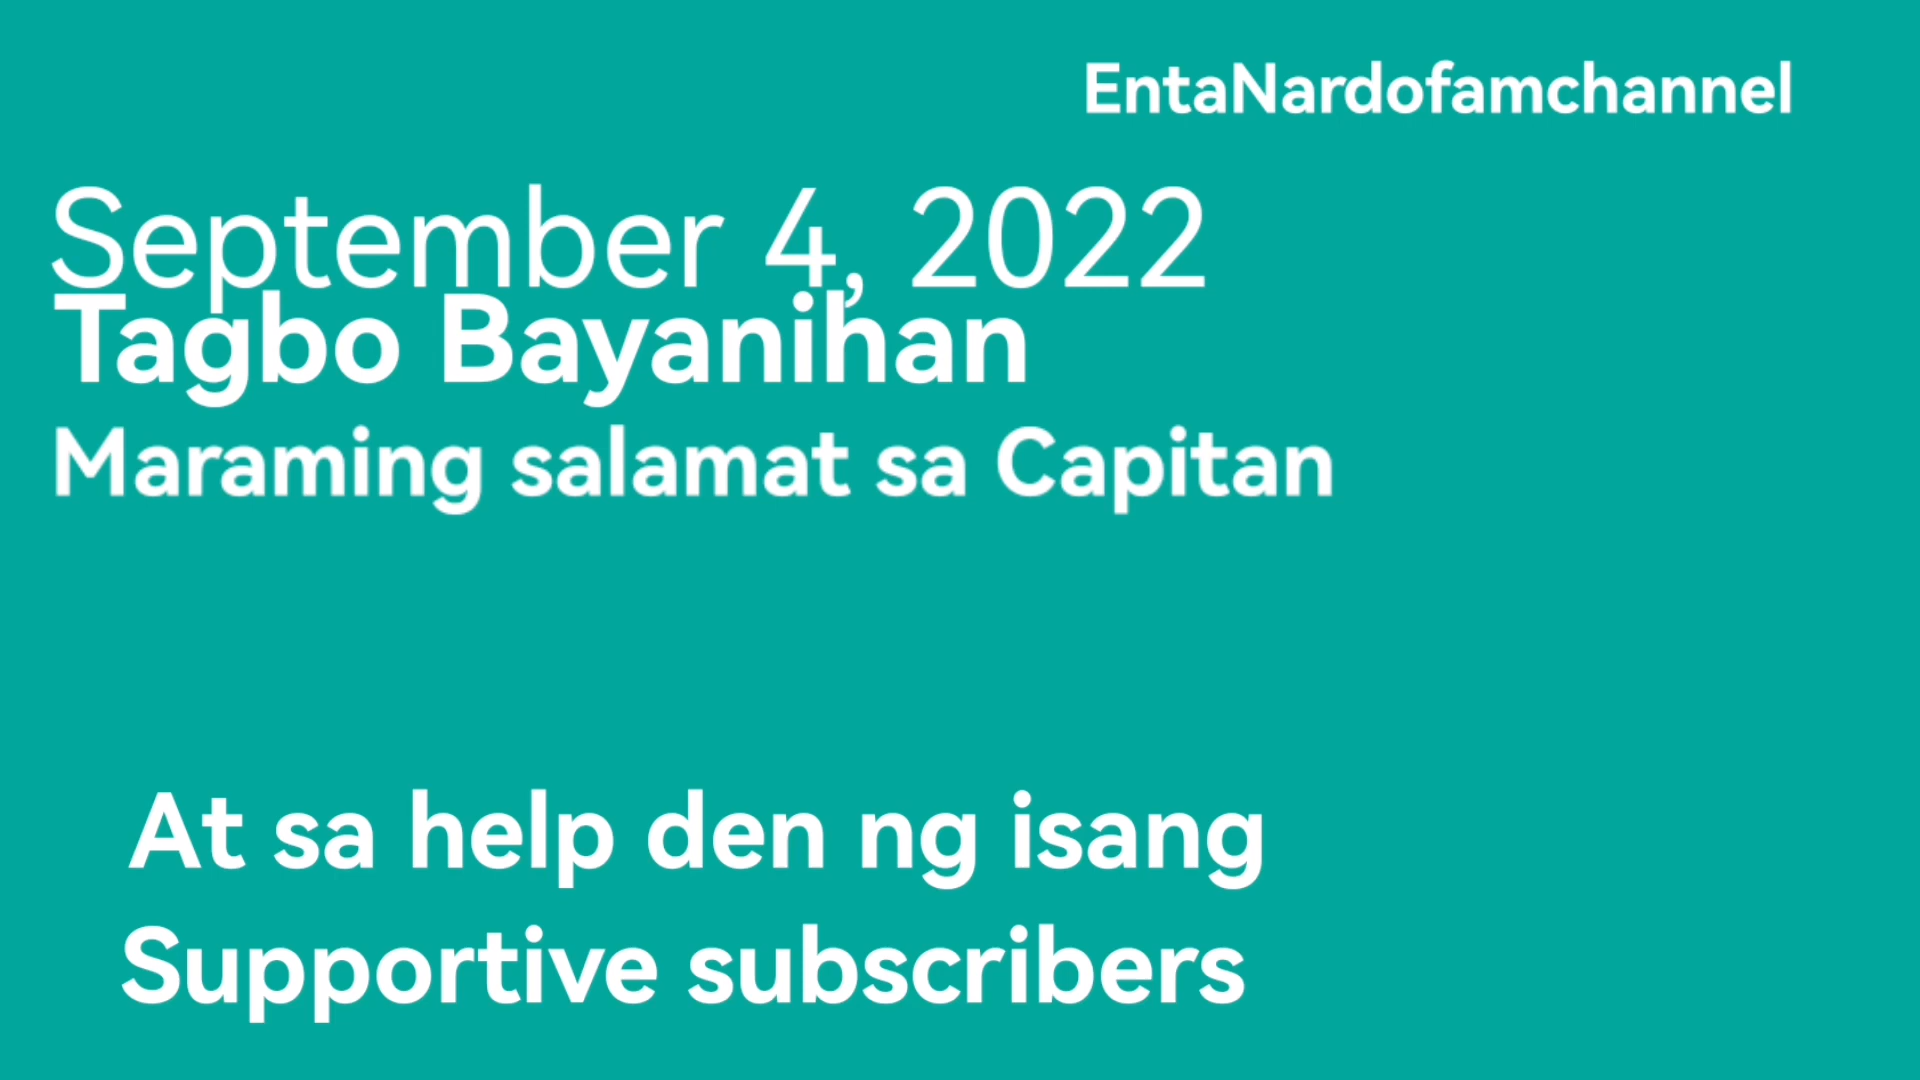 EntaNardofamchannel
September 4, 2022
Tagbo Bayanihan
Maraming salamat sa Capitan
At sa help den ng isang
Supportive subscribers